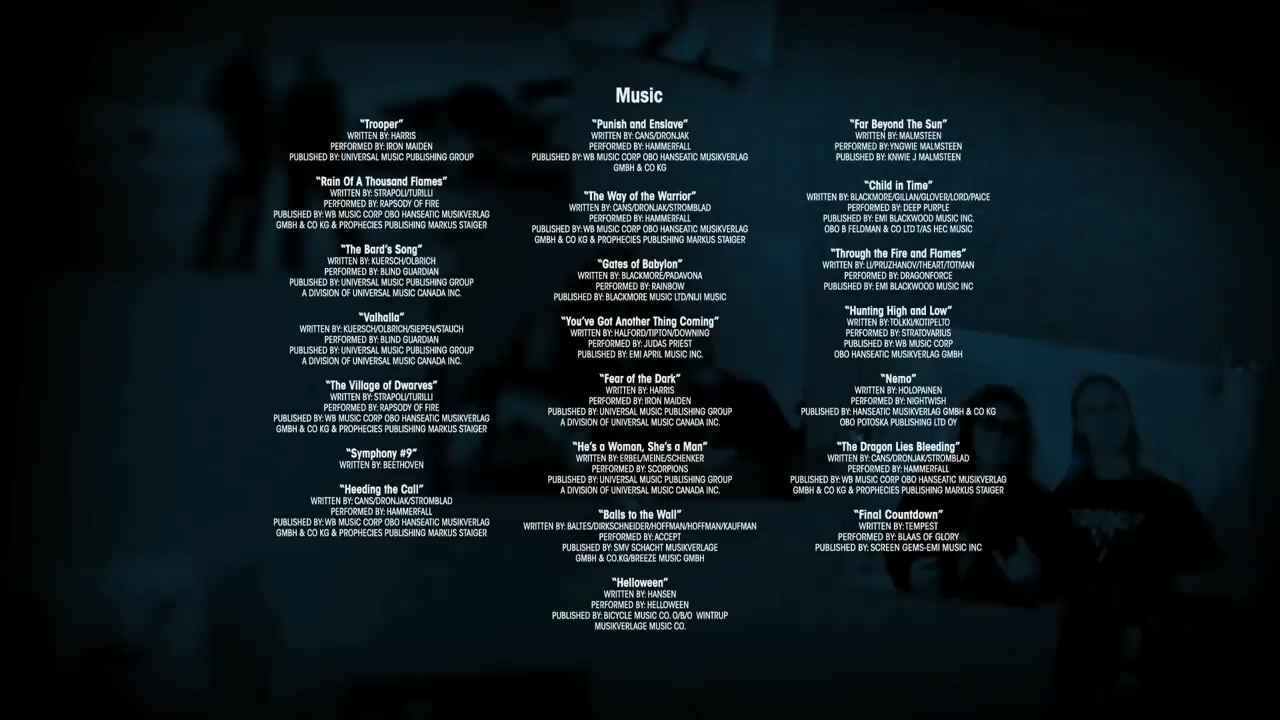 Music
“Trooper”
WRITTEN BY: HARRIS
PERFORMED BY: IRON MAIDEN
PUBLISHED BY: UNIVERSAL MUSIC PUBLISHING GROUP
“Rain Of A Thousand Flames”
WRITTEN BY: STRAPOLI/TURILLI
PERFORMED BY: RAPSODY OF FIRE
PUBLISHED BY: WB MUSIC CORP OBO HANSEATIC MUSIKVERLAG
GMBH & CO KG & PROPHECIES PUBLISHING MARKUS STAIGER
“The Bard’s Song”
WRITTEN BY: KUERSCH/OLBRICH
PERFORMED BY: BLIND GUARDIAN
PUBLISHED BY: UNIVERSAL MUSIC PUBLISHING GROUP
A DIVISION OF UNIVERSAL MUSIC CANADA INC.
“Valhalla”
WRITTEN BY: KUERSCH/OLBRICH/SIEPEN/STAUCH
PERFORMED BY: BLIND GUARDIAN
PUBLISHED BY: UNIVERSAL MUSIC PUBLISHING GROUP
A DIVISION OF UNIVERSAL MUSIC CANADA INC.
“The Village of Dwarves”
WRITTEN BY: STRAPOLI/TURILLI
PERFORMED BY: RAPSODY OF FIRE
PUBLISHED BY: WB MUSIC CORP OBO HANSEATIC MUSIKVERLAG
GMBH & CO KG & PROPHECIES PUBLISHING MARKUS STAIGER
“Symphony #9”
WRITTEN BY: BEETHOVEN
“Heeding the Call”
WRITTEN BY: CANS/DRONJAK/STROMBLAD
PERFORMED BY: HAMMERFALL
PUBLISHED BY: WB MUSIC CORP OBO HANSEATIC MUSIKVERLAG
GMBH & CO KG & PROPHECIES PUBLISHING MARKUS STAIGER
“Punish and Enslave”
WRITTEN BY: CANS/DRONJAK
PERFORMED BY: HAMMERFALL
PUBLISHED BY: WB MUSIC CORP OBO HANSEATIC MUSIKVERLAG
GMBH & CO KG
“The Way of the Warrior”
WRITTEN BY: CANS/DRONJAK/STROMBLAD
PERFORMED BY: HAMMERFALL
PUBLISHED BY: WB MUSIC CORP OBO HANSEATIC MUSIKVERLAG
GMBH & CO KG & PROPHECIES PUBLISHING MARKUS STAIGER
“Gates of Babylon”
WRITTEN BY: BLACKMORE/PADAVONA
PERFORMED BY: RAINBOW
PUBLISHED BY: BLACKMORE MUSIC LTD/NIJI MUSIC
“You’ve Got Another Thing Coming”
WRITTEN BY: HALFORD/TIPTON/DOWNING
PERFORMED BY: JUDAS PRIEST
PUBLISHED BY: EMI APRIL MUSIC INC.
“Fear of the Dark”
WRITTEN BY: HARRIS
PERFORMED BY: IRON MAIDEN
PUBLISHED BY: UNIVERSAL MUSIC PUBLISHING GROUP
A DIVISION OF UNIVERSAL MUSIC CANADA INC.
“He’s a Woman, She’s a Man”
WRITTEN BY: ERBEL/MEINE/SCHENKER
PERFORMED BY: SCORPIONS
PUBLISHED BY: UNIVERSAL MUSIC PUBLISHING GROUP
A DIVISION OF UNIVERSAL MUSIC CANADA INC.
“Balls to the Wall”
WRITTEN BY: BALTES/DIRKSCHNEIDER/HOFFMAN/HOFFMAN/KAUFMAN
PERFORMED BY: ACCEPT
PUBLISHED BY: SMV SCHACHT MUSIKVERLAGE
GMBH & CO.KG/BREEZE MUSIC GMBH
“Helloween”
WRITTEN BY: HANSEN
PERFORMED BY: HELLOWEEN
PUBLISHED BY: BICYCLE MUSIC CO. O/B/O WINTRUP
MUSIKVERLAGE MUSIC CO.
“Far Beyond The Sun”
WRITTEN BY: MALMSTEEN
PERFORMED BY: YNGWIE MALMSTEEN
PUBLISHED BY: KNWIE J MALMSTEEN
“Child in Time”
WRITTEN BY: BLACKMORE/GILLAN/GLOVER/LORD/PAICE
PERFORMED BY: DEEP PURPLE
PUBLISHED BY: EMI BLACKWOOD MUSIC INC.
OBO B FELDMAN & CO LTD T/AS HEC MUSIC
“Through the Fire and Flames”
WRITTEN BY: LI/PRUZHANOV/THEART/TOTMAN
PERFORMED BY: DRAGONFORCE
PUBLISHED BY: EMI BLACKWOOD MUSIC INC
“Hunting High and Low”
WRITTEN BY: TOLKKI/KOTIPELTO
PERFORMED BY: STRATOVARIUS
PUBLISHED BY: WB MUSIC CORP
OBO HANSEATIC MUSIKVERLAG GMBH
“Nemo”
WRITTEN BY: HOLOPAINEN
PERFORMED BY: NIGHTWISH
PUBLISHED BY: HANSEATIC MUSIKVERLAG GMBH & CO KG
OBO POTOSKA PUBLISHING LTD OY
“The Dragon Lies Bleeding”
WRITTEN BY: CANS/DRONJAK/STROMBLAD
PERFORMED BY: HAMMERFALL
PUBLISHED BY: WB MUSIC CORP OBO HANSEATIC MUSIKVERLAG
GMBH & CO KG & PROPHECIES PUBLISHING MARKUS STAIGER
“Final Countdown”
WRITTEN BY: TEMPEST
PERFORMED BY: BLAAS OF GLORY
PUBLISHED BY: SCREEN GEMS-EMI MUSIC INC